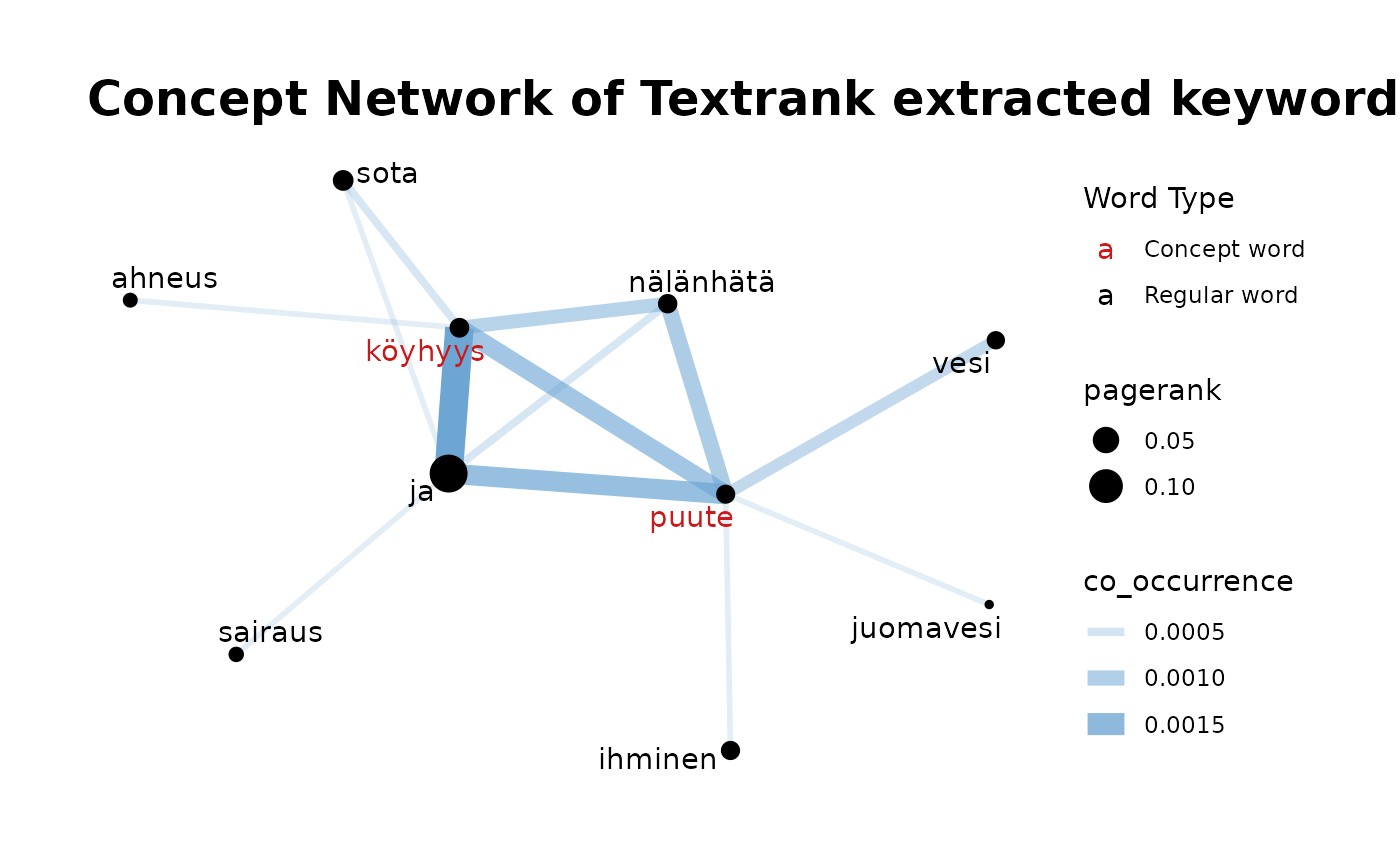 Concept Network of Textrank extracted keyword
sota
ahneus
nälänhätä
köyhyys
vesi
ja
puute
sairaus
juomavesi
ihminen
Word Type
a Concept word
a Regular word
pagerank
0.05
0.10
co_occurrence
0.0005
0.0010
0.0015